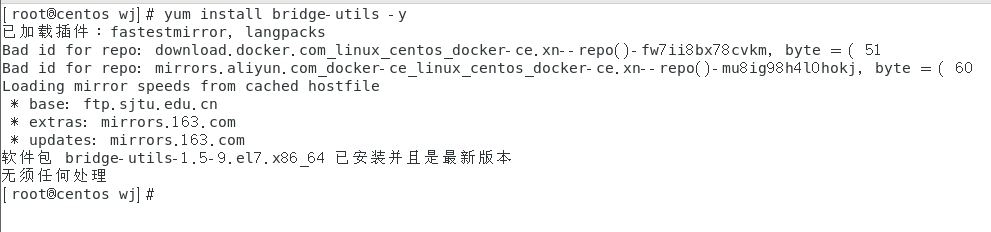 [root@centos wj]# yum install bridge-utils -y
已加载插件：fastestmirror, langpacks
Bad id for repo: download.docker.com_linux_centos_docker-ce.xn--repo()-fw7ii8bx78cvkm, byte = ( 51
Bad id for repo: mirrors.aliyun.com_docker-ce_linux_centos_docker-ce.xn--repo()-mu8ig98h4l0hokj, byte = ( 60
Loading mirror speeds from cached hostfile
 * base: ftp.sjtu.edu.cn
 * extras: mirrors.163.com
 * updates: mirrors.163.com
软件包 bridge-utils-1.5-9.el7.x86_64 已安装并且是最新版本
无须任何处理
[root@centos wj]#